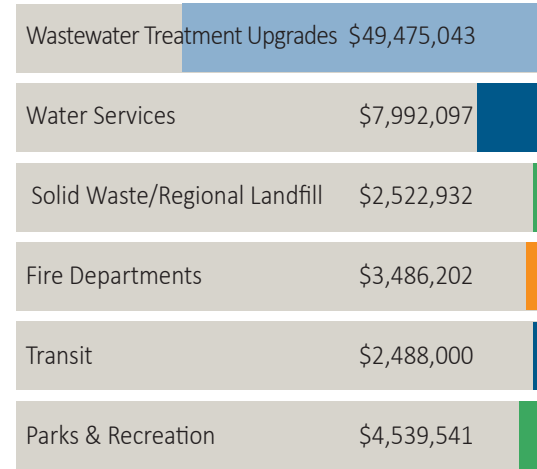 Wastewater Treatment Upgrades $49,475,043
Water Services $7,992,097
Solid Waste/Regional Landfill $2,522,932
Fire Departments $3,486,202
Transit $2,488,000
Parks & Recreation $4,539,541